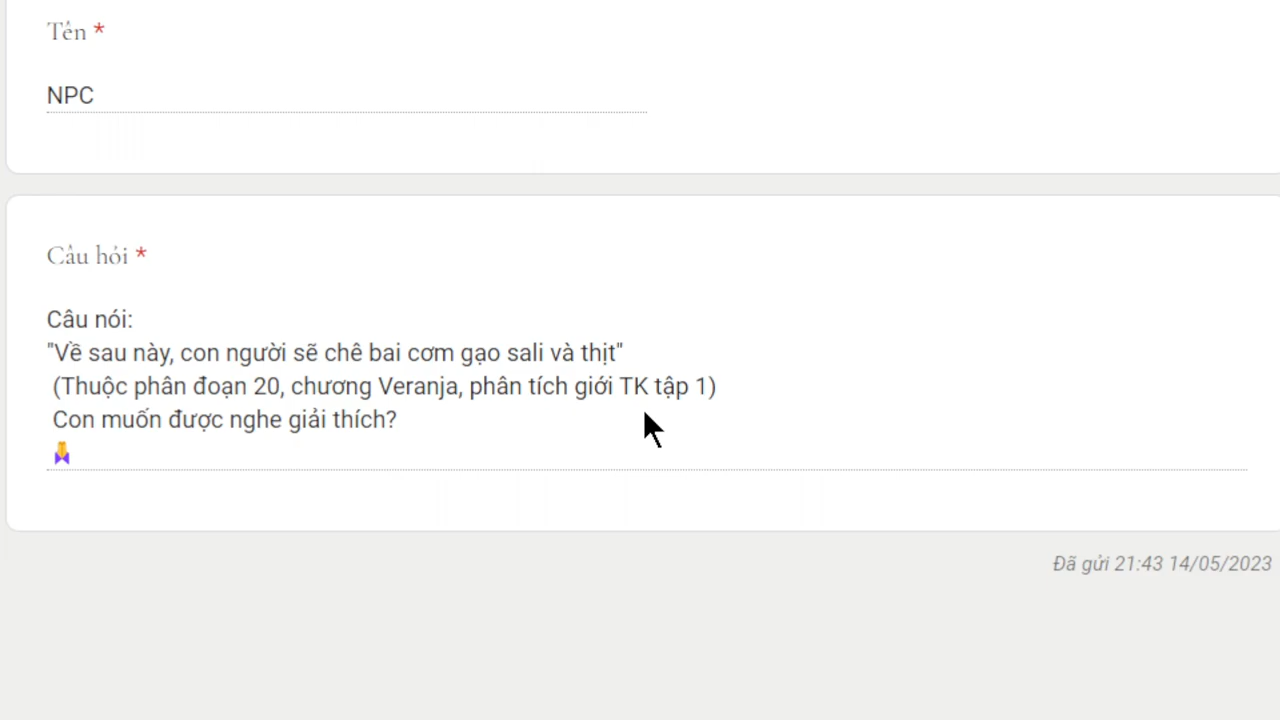 Tên *
NPC
Câu hỏi *
Câu nói:
"Về sau này, con người sẽ chê bai cơm gạo sali và thịt"
(Thuộc phân đoạn 20, chương Veranja, phân tích giới TK tập 1)
Con muốn được nghe giải thích?
Đã gửi 21:43 14/05/2023